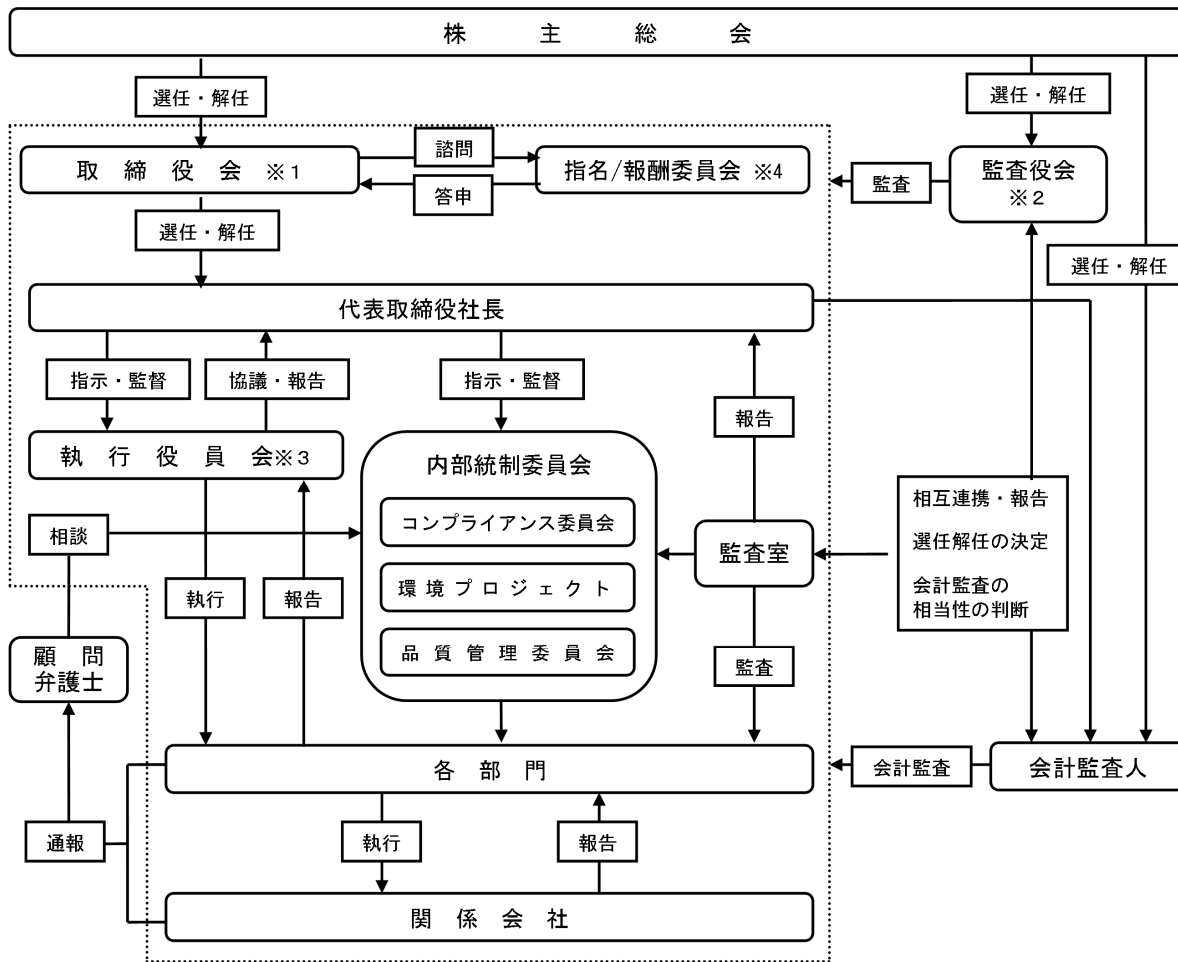 株主総会
選任・解任
選任・解任
諮問
取締役会 ※1
指名/報酬委員会 ※4
監査
監査役会
※2
答申
選任・解任
選任・解任
代表取締役社長
指示・監督
協議・報告
指示・監督
報告
執行役員会※3
内部統制委員会
相互連携・報告
選任解任の決定
会計監査の
相当性の判断
コンプライアンス委員会
相談
監査室
環境プロジェクト
執行
報告
品質管理委員会
監査
顧問
弁護士
各部門
会計監査
会計監査人
通報
執行
報告
関係会社